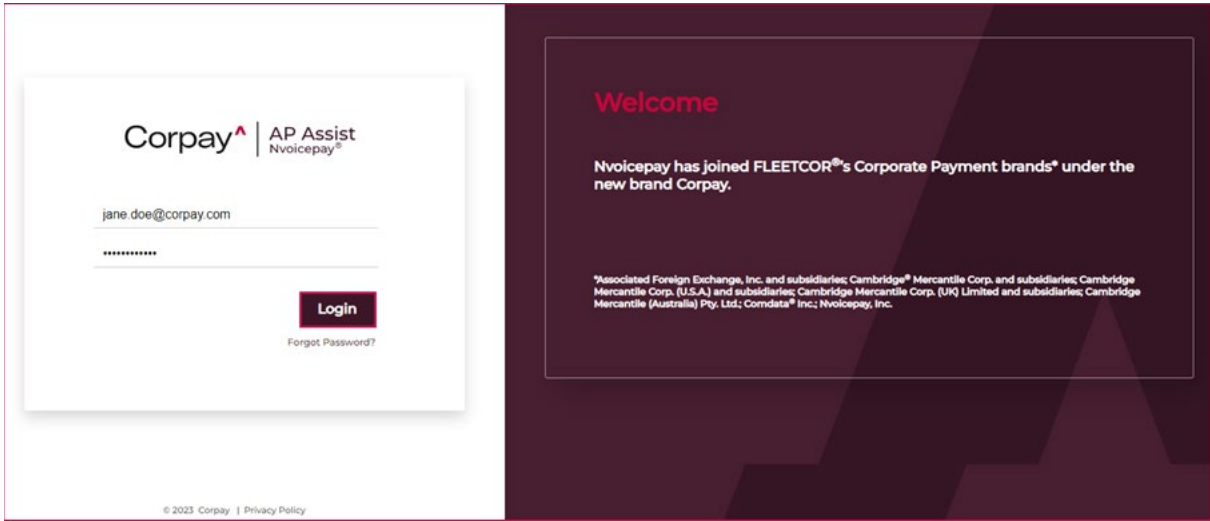 Corpay^ | AP Assist
Nvoicepay®
jane.doe@corpay.com
••••••••••••
Login
Forgot Password?
© 2023 Corpay | Privacy Policy
Welcome
Nvoicepay has joined FLEETCOR®'s Corporate Payment brands* under the
new brand Corpay.
*Associated Foreign Exchange, Inc. and subsidiaries; Cambridge® Mercantile Corp. and subsidiaries; Cambridge
Mercantile Corp. (U.S.A.) and subsidiaries; Cambridge Mercantile Corp. (UK) Limited and subsidiaries; Cambridge
Mercantile (Australia) Pty. Ltd.; Comdata® Inc.; Nvoicepay, Inc.